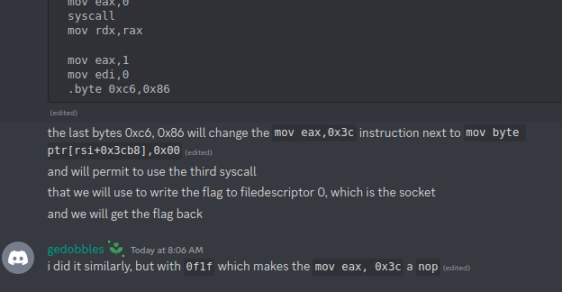 mov eax,0
syscall
mov rdx,rax
mov eax,1
mov edi,0
.byte 0xc6,0x86
(edited)
the last bytes 0xc6, 0x86 will change the mov eax,0x3c instruction next to mov byte
ptr[rsi+0x3cb8],0x00 (edited)
and will permit to use the third syscall
that we will use to write the flag to filedescriptor 0, which is the socket
and we will get the flag back
gedobbles Today at 8:06 AM
i did it similarly, but with 0f1f which makes the mov eax, 0x3c a nop (edited)